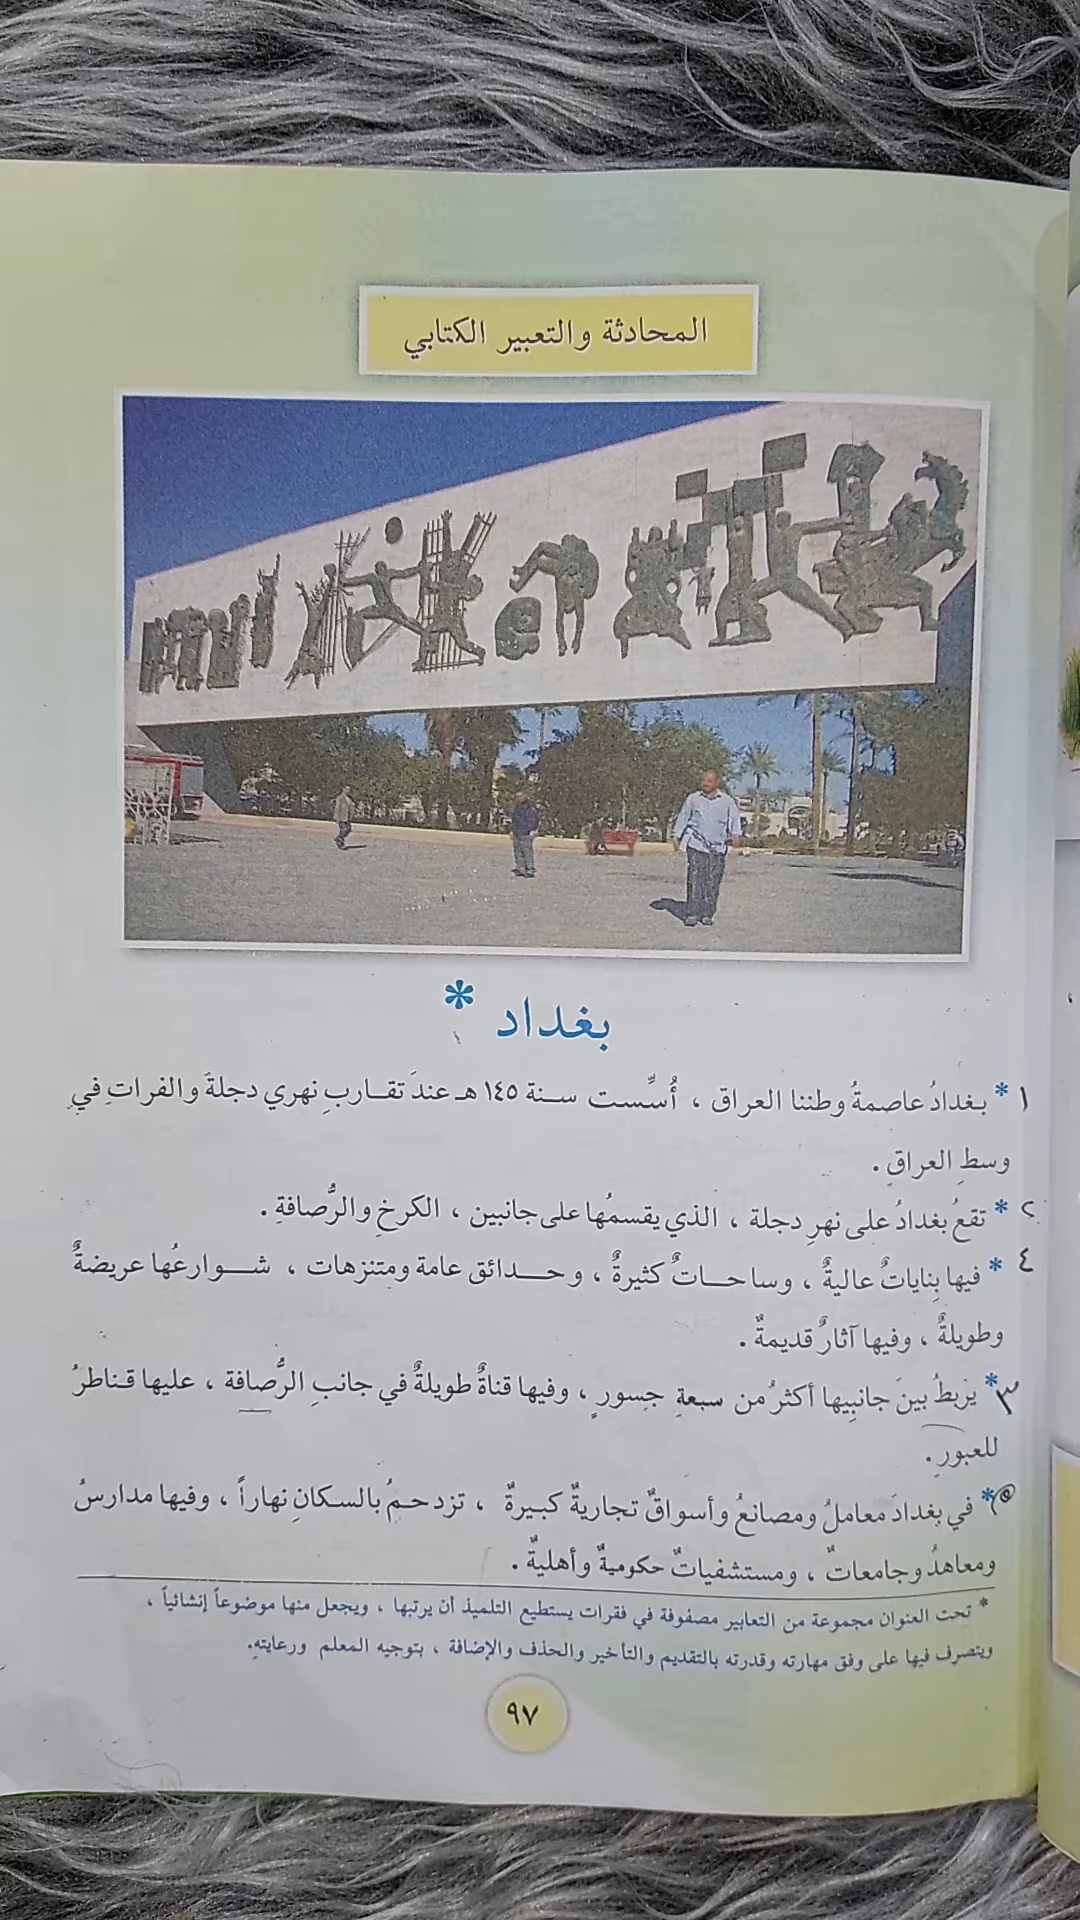 المحادثة والتعبير الكتابي
بغداد *
١ * بغدادُ عاصمةُ وطننا العراق ، أُسِّست سنة ١٤٥ هـ عندَ تقاربِ نهري دجلةَ والفراتِ في
وسطِ العراقِ .
٢ * تقعُ بغدادُ على نهرِ دجلة ، الذي يقسمُها على جانبين ، الكرخِ والرُّصافةِ .
٤ * فيها بِناياتٌ عاليةٌ ، وساحاتٌ كثيرةٌ ، وحدائق عامة ومتنزهات ، شوارعُها عريضةٌ
وطويلةٌ ، وفيها آثارٌ قديمةٌ .
٣ * يَربطُ بينَ جانبِيها أكثرُ من سبعةِ جسورٍ ، وفيها قناةٌ طويلةٌ في جانبِ الرُّصافة ، عليها قناطرُ
للعبورِ .
٥ * في بغدادَ معاملُ ومصانعُ وأسواقٌ تجاريةٌ كبيرةٌ ، تزدحمُ بالسكانِ نهاراً ، وفيها مدارسُ
ومعاهدُ وجامعاتٌ ، ومستشفياتٌ حكوميةٌ وأهليةٌ .
* تحت العنوان مجموعة من التعابير مصفوفة في فقرات يستطيع التلميذ أن يرتبها ، ويجعل منها موضوعاً إنشائياً ،
ويتصرف فيها على وفق مهارته وقدرته بالتقديم والتأخير والحذف والإضافة ، بتوجيه المعلم ورعايتهِ.
٩٧